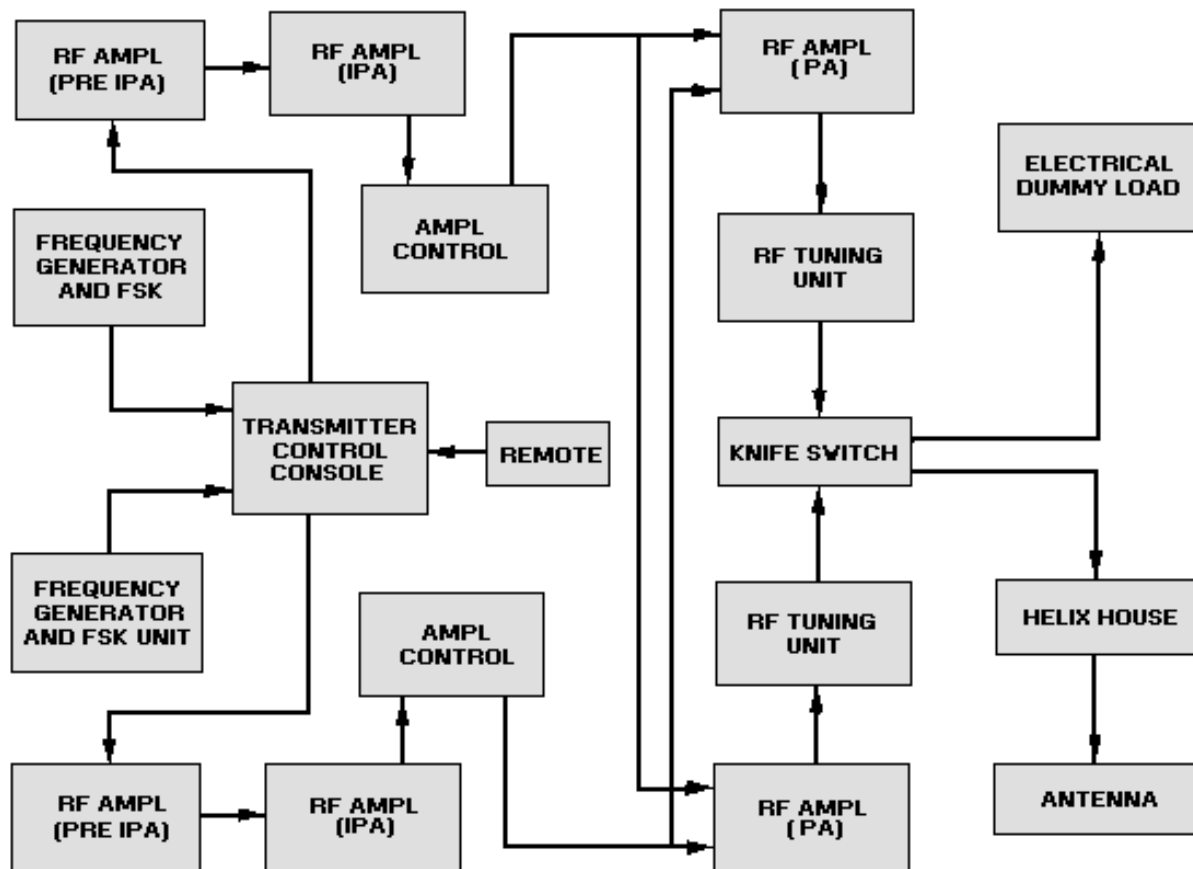 RF AMPL
(PRE IPA)
RF AMPL
(IPA)
RF AMPL
(PA)
ELECTRICAL
DUMMY LOAD
AMPL
CONTROL
FREQUENCY
GENERATOR
AND FSK
RF TUNING
UNIT
TRANSMITTER
CONTROL
CONSOLE
REMOTE
KNIFE SWITCH
FREQUENCY
GENERATOR
AND FSK UNIT
AMPL
CONTROL
RF TUNING
UNIT
HELIX HOUSE
RF AMPL
(PRE IPA)
RF AMPL
(IPA)
RF AMPL
(PA)
ANTENNA